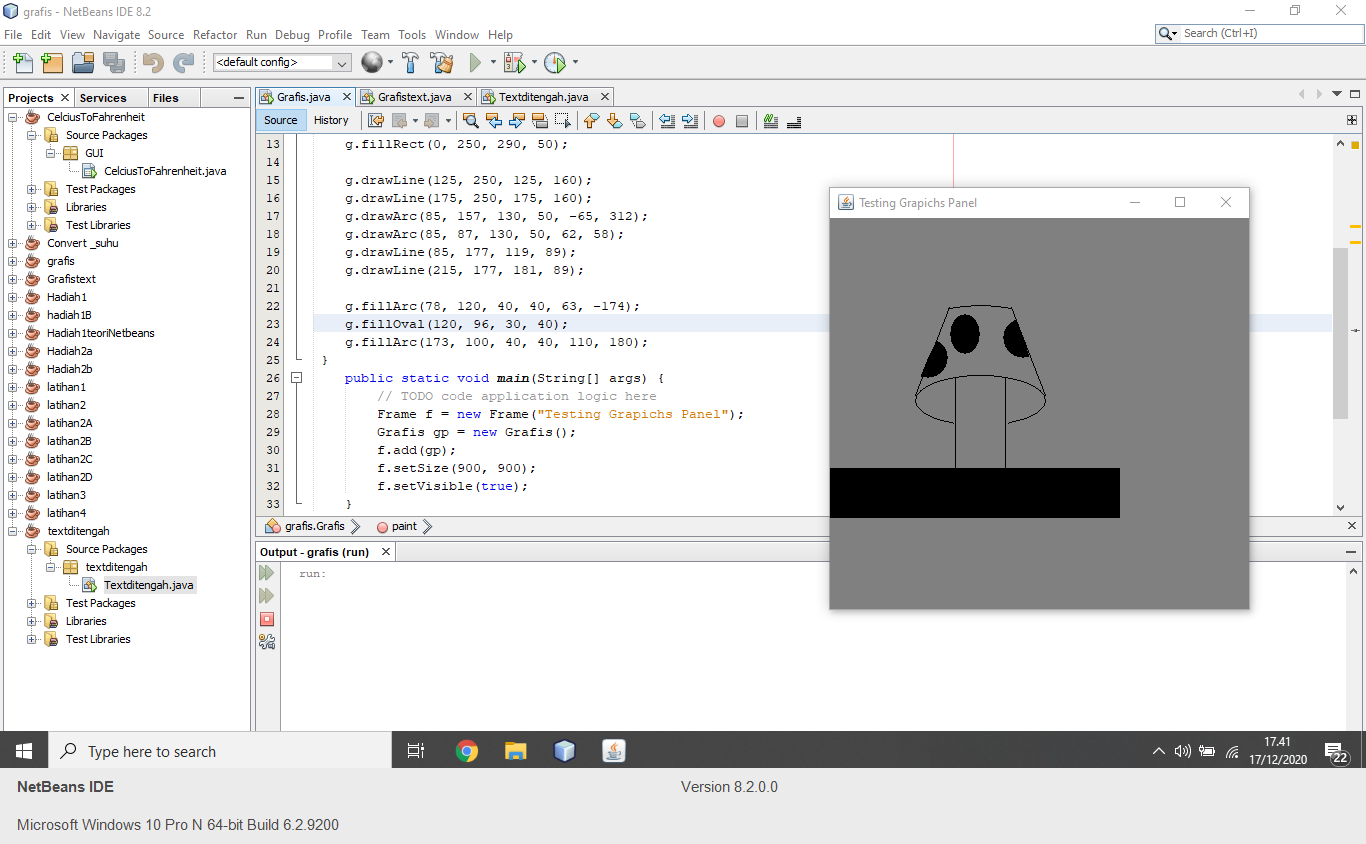 grafis - NetBeans IDE 8.2
File Edit View Navigate Source Refactor Run Debug Profile Team Tools Window Help
Search (Ctrl+I)
<default config>
Projects Services Files
CelciusToFahrenheit
Source Packages
GUI
CelciusToFahrenheit.java
Test Packages
Libraries
Test Libraries
Convert _suhu
grafis
Grafistext
Hadiah1
hadiah1B
Hadiah1teoriNetbeans
Hadiah2a
Hadiah2b
latihan1
latihan2
latihan2A
latihan2B
latihan2C
latihan2D
latihan3
latihan4
textditengah
Source Packages
textditengah
Textditengah.java
Test Packages
Libraries
Test Libraries
Grafis.java Grafistext.java Textditengah.java
Source History
13 g.fillRect(0, 250, 290, 50);
14
15 g.drawLine(125, 250, 125, 160);
16 g.drawLine(175, 250, 175, 160);
17 g.drawArc(85, 157, 130, 50, -65, 312);
18 g.drawArc(85, 87, 130, 50, 62, 58);
19 g.drawLine(85, 177, 119, 89);
20 g.drawLine(215, 177, 181, 89);
21
22 g.fillArc(78, 120, 40, 40, 63, -174);
23 g.fillOval(120, 96, 30, 40);
24 g.fillArc(173, 100, 40, 40, 110, 180);
25 }
26 public static void main(String[] args) {
27 // TODO code application logic here
28 Frame f = new Frame("Testing Grapichs Panel");
29 Grafis gp = new Grafis();
30 f.add(gp);
31 f.setSize(900, 900);
32 f.setVisible(true);
33 }
grafis.Grafis paint
Output - grafis (run)
run:
Testing Grapichs Panel
Type here to search
17.41
17/12/2020
22
NetBeans IDE Version 8.2.0.0
Microsoft Windows 10 Pro N 64-bit Build 6.2.9200